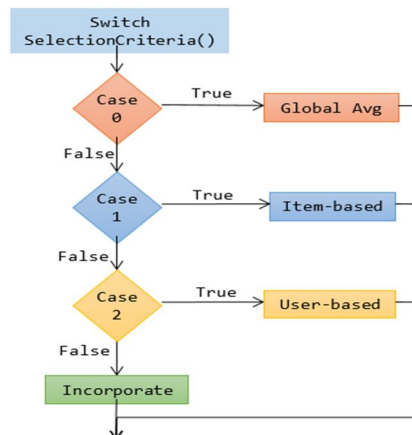 Switch
SelectionCriteria()
Case
0
True
Global Avg
False
Case
1
True
Item-based
False
Case
2
True
User-based
False
Incorporate